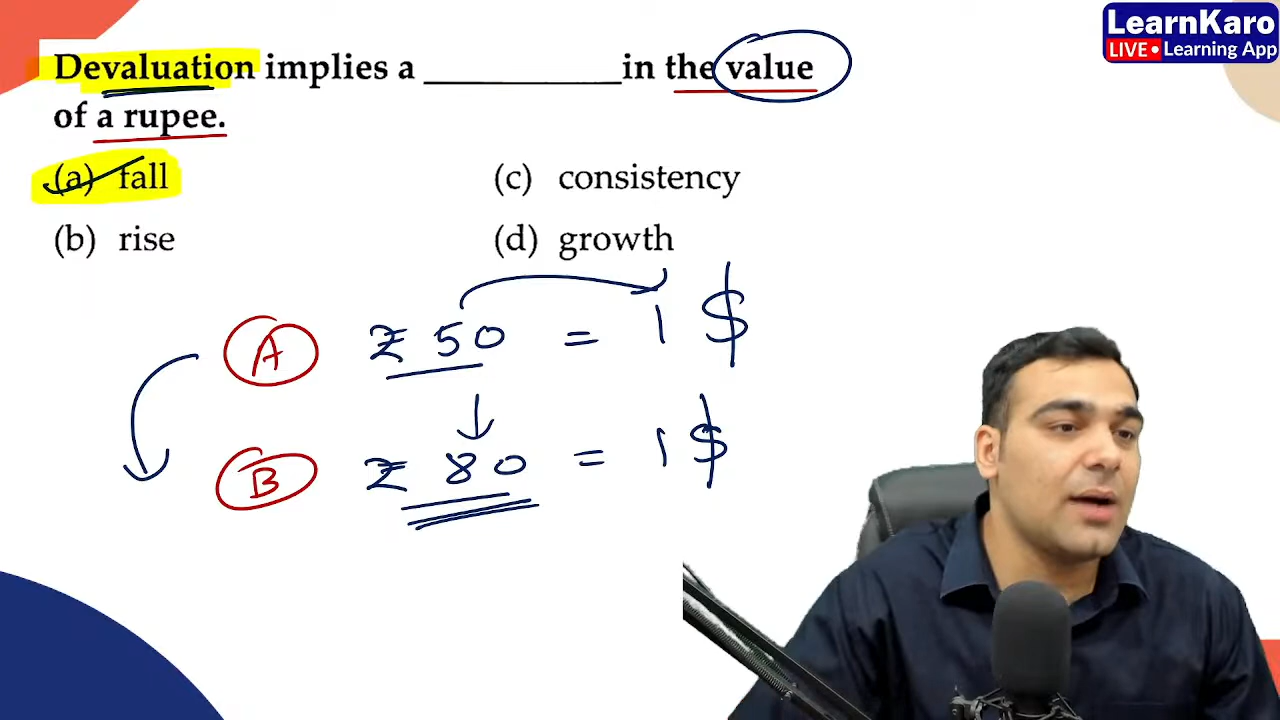 LearnKaro
LIVE • Learning App
Devaluation implies a __________ in the value
of a rupee.
(a) fall
(c) consistency
(b) rise
(d) growth
A ₹ 50 = 1 $
B ₹ 80 = 1 $